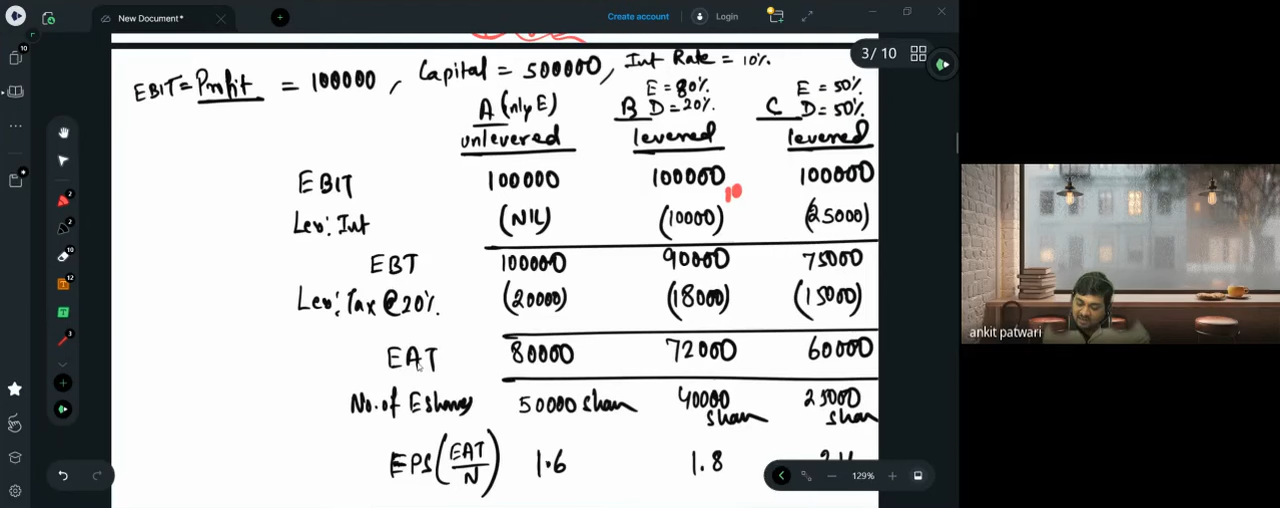 New Document*
Create account
Login
3/10
EBIT = Profit = 100000, Capital = 500000, Int Rate = 10%.
A (only E) B E = 80% D = 20% C E = 50% D = 50%
unlevered levered levered
EBIT 100000 100000 100000
10
Less: Int (NIL) (10000) (25000)
EBT 100000 90000 75000
Less: Tax @ 20% (20000) (18000) (15000)
EAT 80000 72000 60000
No. of E shares 50000 share 40000 share 25000 share
EPS (EAT/N) 1.6 1.8
129%
ankit patwari